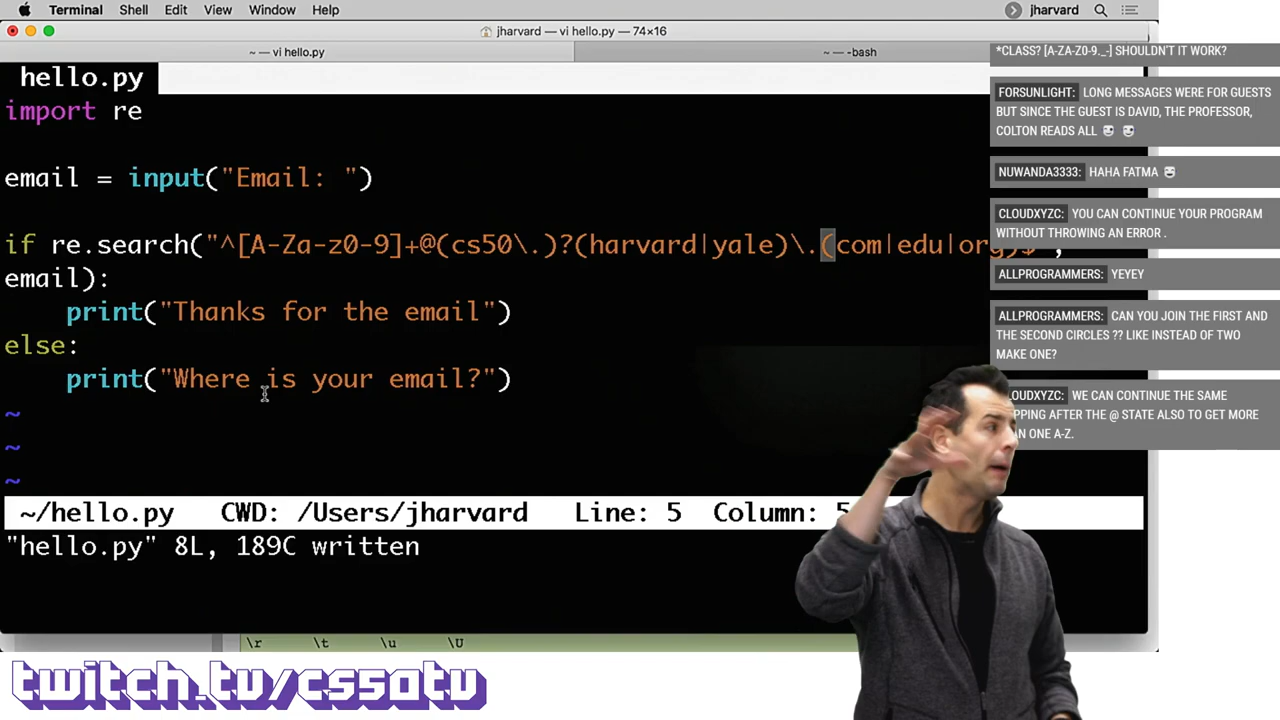 Terminal Shell Edit View Window Help jharvard
jharvard — vi hello.py — 74×16
~ — vi hello.py ~ — -bash
hello.py
import re
email = input("Email: ")
if re.search("^[A-Za-z0-9]+@(cs50\.)?(harvard|yale)\.(com|edu|org)$",
email):
print("Thanks for the email")
else:
print("Where is your email?")
~
~
~
~/hello.py CWD: /Users/jharvard Line: 5 Column: 5
"hello.py" 8L, 189C written
\r \t \u \U
twitch.tv/cs50tv
*CLASS? [A-ZA-Z0-9._-] SHOULDN'T IT WORK?
FORSUNLIGHT: LONG MESSAGES WERE FOR GUESTS
BUT SINCE THE GUEST IS DAVID, THE PROFESSOR,
COLTON READS ALL
NUWANDA3333: HAHA FATMA
CLOUDXYZC: YOU CAN CONTINUE YOUR PROGRAM
WITHOUT THROWING AN ERROR .
ALLPROGRAMMERS: YEYEY
ALLPROGRAMMERS: CAN YOU JOIN THE FIRST AND
THE SECOND CIRCLES ?? LIKE INSTEAD OF TWO
MAKE ONE?
LOUDXYZC: WE CAN CONTINUE THE SAME
PPING AFTER THE @ STATE ALSO TO GET MORE
AN ONE A-Z.